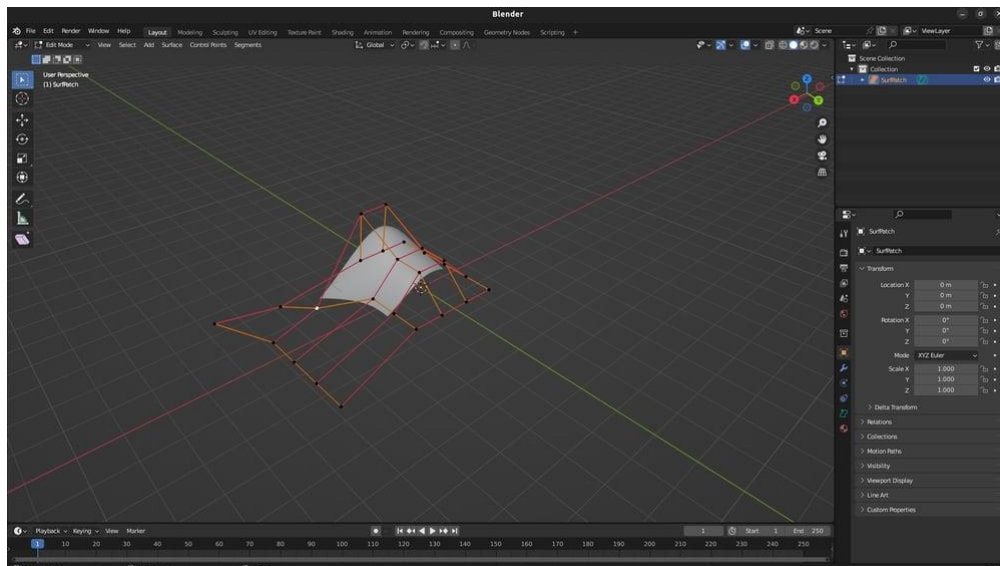 Blender
File Edit Render Window Help Layout Modeling Sculpting UV Editing Texture Paint Shading Animation Rendering Compositing Geometry Nodes Scripting + Scene ViewLayer
Edit Mode View Select Add Surface Control Points Segments Global
User Perspective
(1) SurfPatch
Scene Collection
Collection
SurfPatch
SurfPatch
SurfPatch
Transform
Location X 0 m
Y 0 m
Z 0 m
Rotation X 0°
Y 0°
Z 0°
Mode XYZ Euler
Scale X 1.000
Y 1.000
Z 1.000
Delta Transform
Relations
Collections
Motion Paths
Visibility
Viewport Display
Line Art
Custom Properties
Playback Keying View Marker 1 Start 1 End 250
1 10 20 30 40 50 60 70 80 90 100 110 120 130 140 150 160 170 180 190 200 210 220 230 240 250